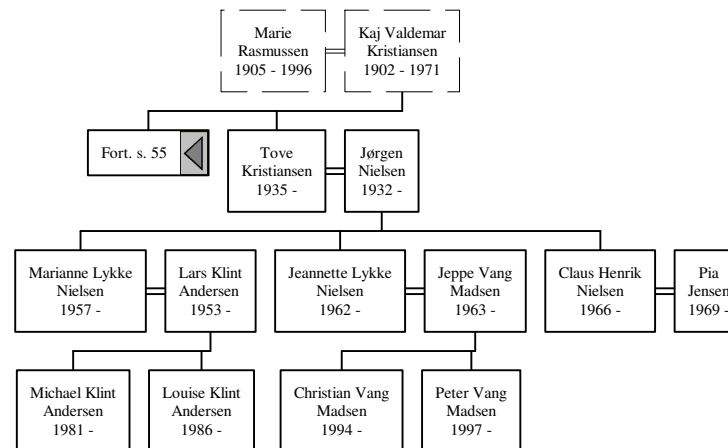 Marie
Rasmussen
1905 - 1996
Kaj Valdemar
Kristiansen
1902 - 1971
Fort. s. 55
Tove
Kristiansen
1935 -
Jørgen
Nielsen
1932 -
Marianne Lykke
Nielsen
1957 -
Lars Klint
Andersen
1953 -
Jeannette Lykke
Nielsen
1962 -
Jeppe Vang
Madsen
1963 -
Claus Henrik
Nielsen
1966 -
Pia
Jensen
1969 -
Michael Klint
Andersen
1981 -
Louise Klint
Andersen
1986 -
Christian Vang
Madsen
1994 -
Peter Vang
Madsen
1997 -